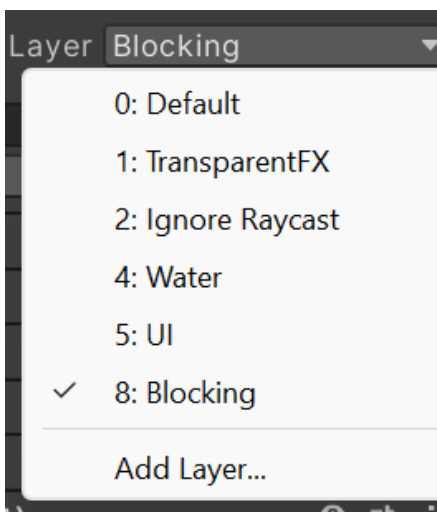 Layer Blocking
0: Default
1: TransparentFX
2: Ignore Raycast
4: Water
5: UI
8: Blocking
Add Layer...